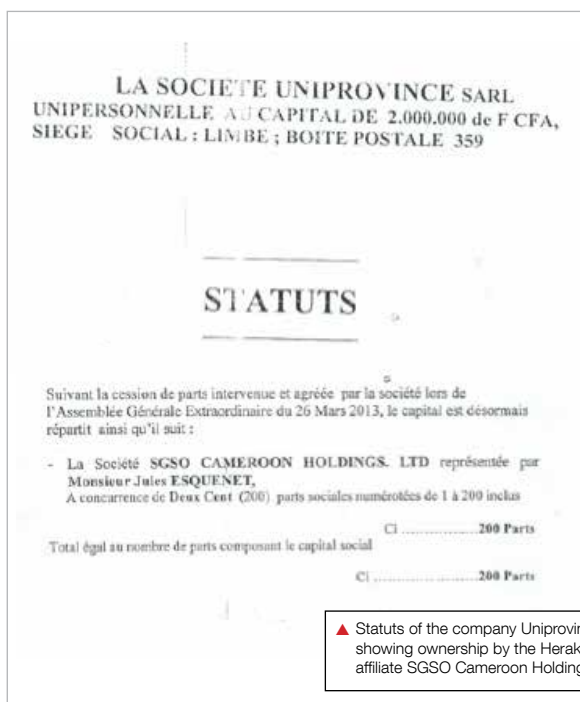 LA SOCIETE UNIPROVINCE SARL
UNIPERSONNELLE AU CAPITAL DE 2.000.000 de F CFA,
SIEGE SOCIAL : LIMBE ; BOITE POSTALE 359
STATUTS
Suivant la cession de parts intervenue et agréée par la société lors de
l'Assemblée Générale Extraordinaire du 26 Mars 2013, le capital est désormais
répartit ainsi qu'il suit :
- La Société SGSO CAMEROON HOLDINGS. LTD représentée par
Monsieur Jules ESQUENET,
A concurrence de Deux Cent (200) parts sociales numérotées de 1 à 200 inclus
Ci ....................200 Parts
Total égal au nombre de parts composant le capital social
Ci ..........................200 Parts
▲ Statuts of the company Uniprovin
showing ownership by the Herak
affiliate SGSO Cameroon Holding